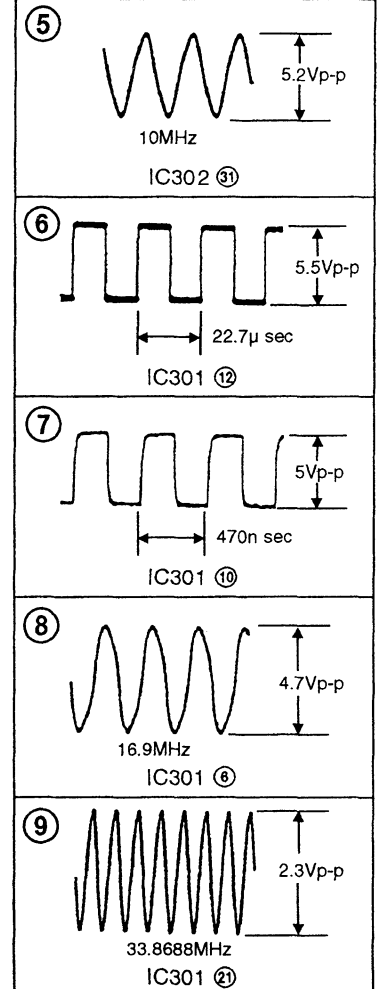 ⑤
5.2Vp-p
10MHz
IC302 ㉛
⑥
5.5Vp-p
22.7μ sec
IC301 ⑫
⑦
5Vp-p
470n sec
IC301 ⑩
⑧
4.7Vp-p
16.9MHz
IC301 ⑥
⑨
2.3Vp-p
33.8688MHz
IC301 ㉑